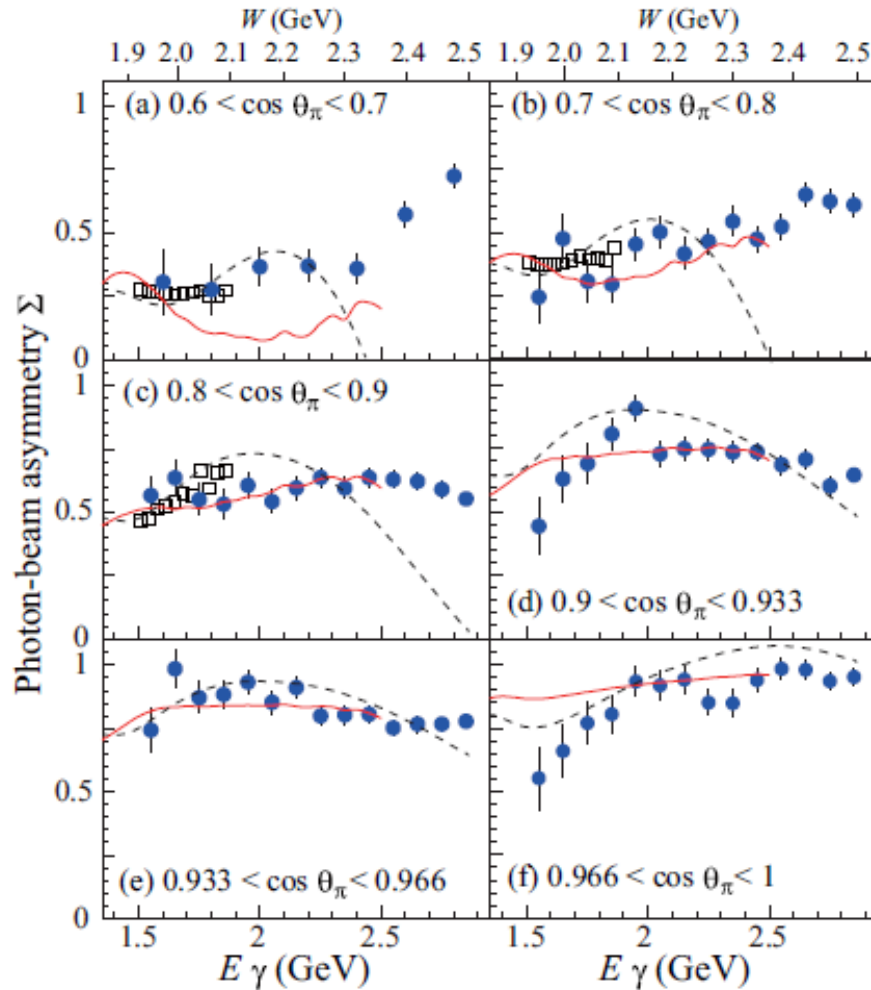 W (GeV)
1.9 2.0 2.1 2.2 2.3 2.4 2.5
1.9 2.0 2.1 2.2 2.3 2.4 2.5
W (GeV)
Photon-beam asymmetry Σ
1
0.5
0
(a) 0.6 < cos θπ < 0.7
(b) 0.7 < cos θπ < 0.8
1
0.5
0
(c) 0.8 < cos θπ < 0.9
(d) 0.9 < cos θπ < 0.933
1
0.5
0
(e) 0.933 < cos θπ < 0.966
(f) 0.966 < cos θπ < 1
1.5 2 2.5
1.5 2 2.5
E γ (GeV)
E γ (GeV)